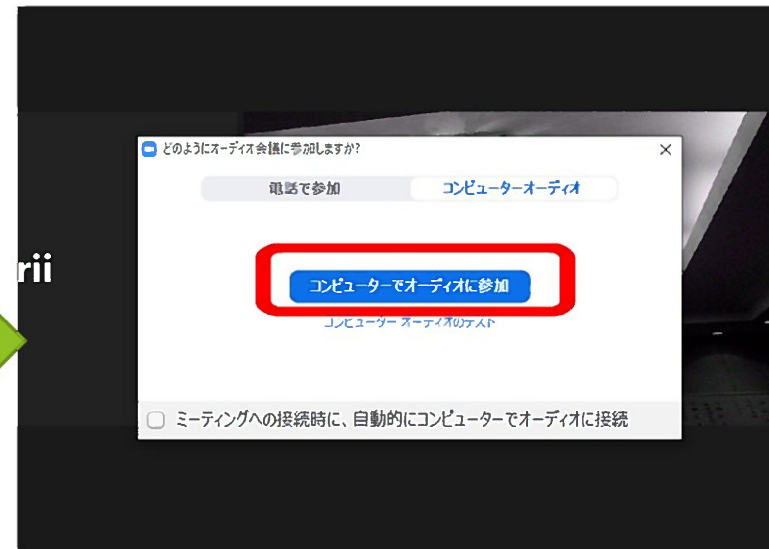 どのようにオーディオ会議に参加しますか?
電話で参加 コンピューターオーディオ
rii
コンピューターでオーディオに参加
コンピューター オーディオのテスト
ミーティングへの接続時に、自動的にコンピューターでオーディオに接続